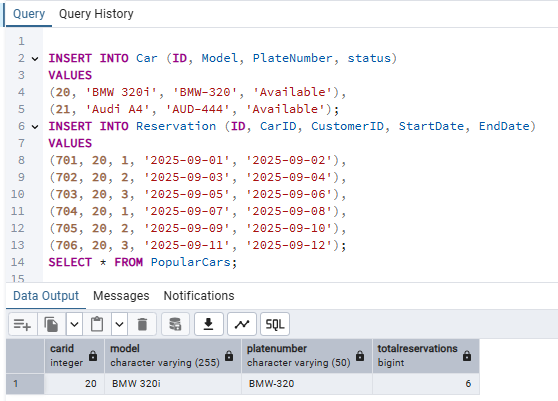 Query Query History
1
2 INSERT INTO Car (ID, Model, PlateNumber, status)
3 VALUES
4 (20, 'BMW 320i', 'BMW-320', 'Available'),
5 (21, 'Audi A4', 'AUD-444', 'Available');
6 INSERT INTO Reservation (ID, CarID, CustomerID, StartDate, EndDate)
7 VALUES
8 (701, 20, 1, '2025-09-01', '2025-09-02'),
9 (702, 20, 2, '2025-09-03', '2025-09-04'),
10 (703, 20, 3, '2025-09-05', '2025-09-06'),
11 (704, 20, 1, '2025-09-07', '2025-09-08'),
12 (705, 20, 2, '2025-09-09', '2025-09-10'),
13 (706, 20, 3, '2025-09-11', '2025-09-12');
14 SELECT * FROM PopularCars;
15
Data Output Messages Notifications
SQL
carid model platenumber totalreservations
integer character varying (255) character varying (50) bigint
1 20 BMW 320i BMW-320 6